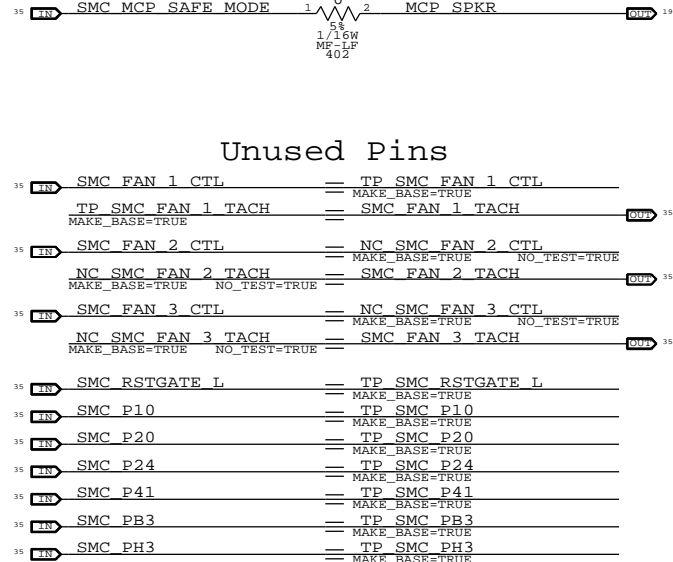 0
35 IN SMC_MCP_SAFE_MODE 1 2 MCP_SPKR OUT 19
5%
1/16W
MF-LF
402
Unused Pins
35 IN SMC_FAN_1_CTL TP_SMC_FAN_1_CTL
MAKE_BASE=TRUE
TP_SMC_FAN_1_TACH SMC_FAN_1_TACH OUT 35
MAKE_BASE=TRUE
35 IN SMC_FAN_2_CTL NC_SMC_FAN_2_CTL
MAKE_BASE=TRUE NO_TEST=TRUE
NC_SMC_FAN_2_TACH SMC_FAN_2_TACH OUT 35
MAKE_BASE=TRUE NO_TEST=TRUE
35 IN SMC_FAN_3_CTL NC_SMC_FAN_3_CTL
MAKE_BASE=TRUE NO_TEST=TRUE
NC_SMC_FAN_3_TACH SMC_FAN_3_TACH OUT 35
MAKE_BASE=TRUE NO_TEST=TRUE
35 IN SMC_RSTGATE_L TP_SMC_RSTGATE_L
MAKE_BASE=TRUE
35 IN SMC_P10 TP_SMC_P10
MAKE_BASE=TRUE
35 IN SMC_P20 TP_SMC_P20
MAKE_BASE=TRUE
35 IN SMC_P24 TP_SMC_P24
MAKE_BASE=TRUE
35 IN SMC_P41 TP_SMC_P41
MAKE_BASE=TRUE
35 IN SMC_PB3 TP_SMC_PB3
MAKE_BASE=TRUE
35 IN SMC_PH3 TP_SMC_PH3
MAKE_BASE=TRUE